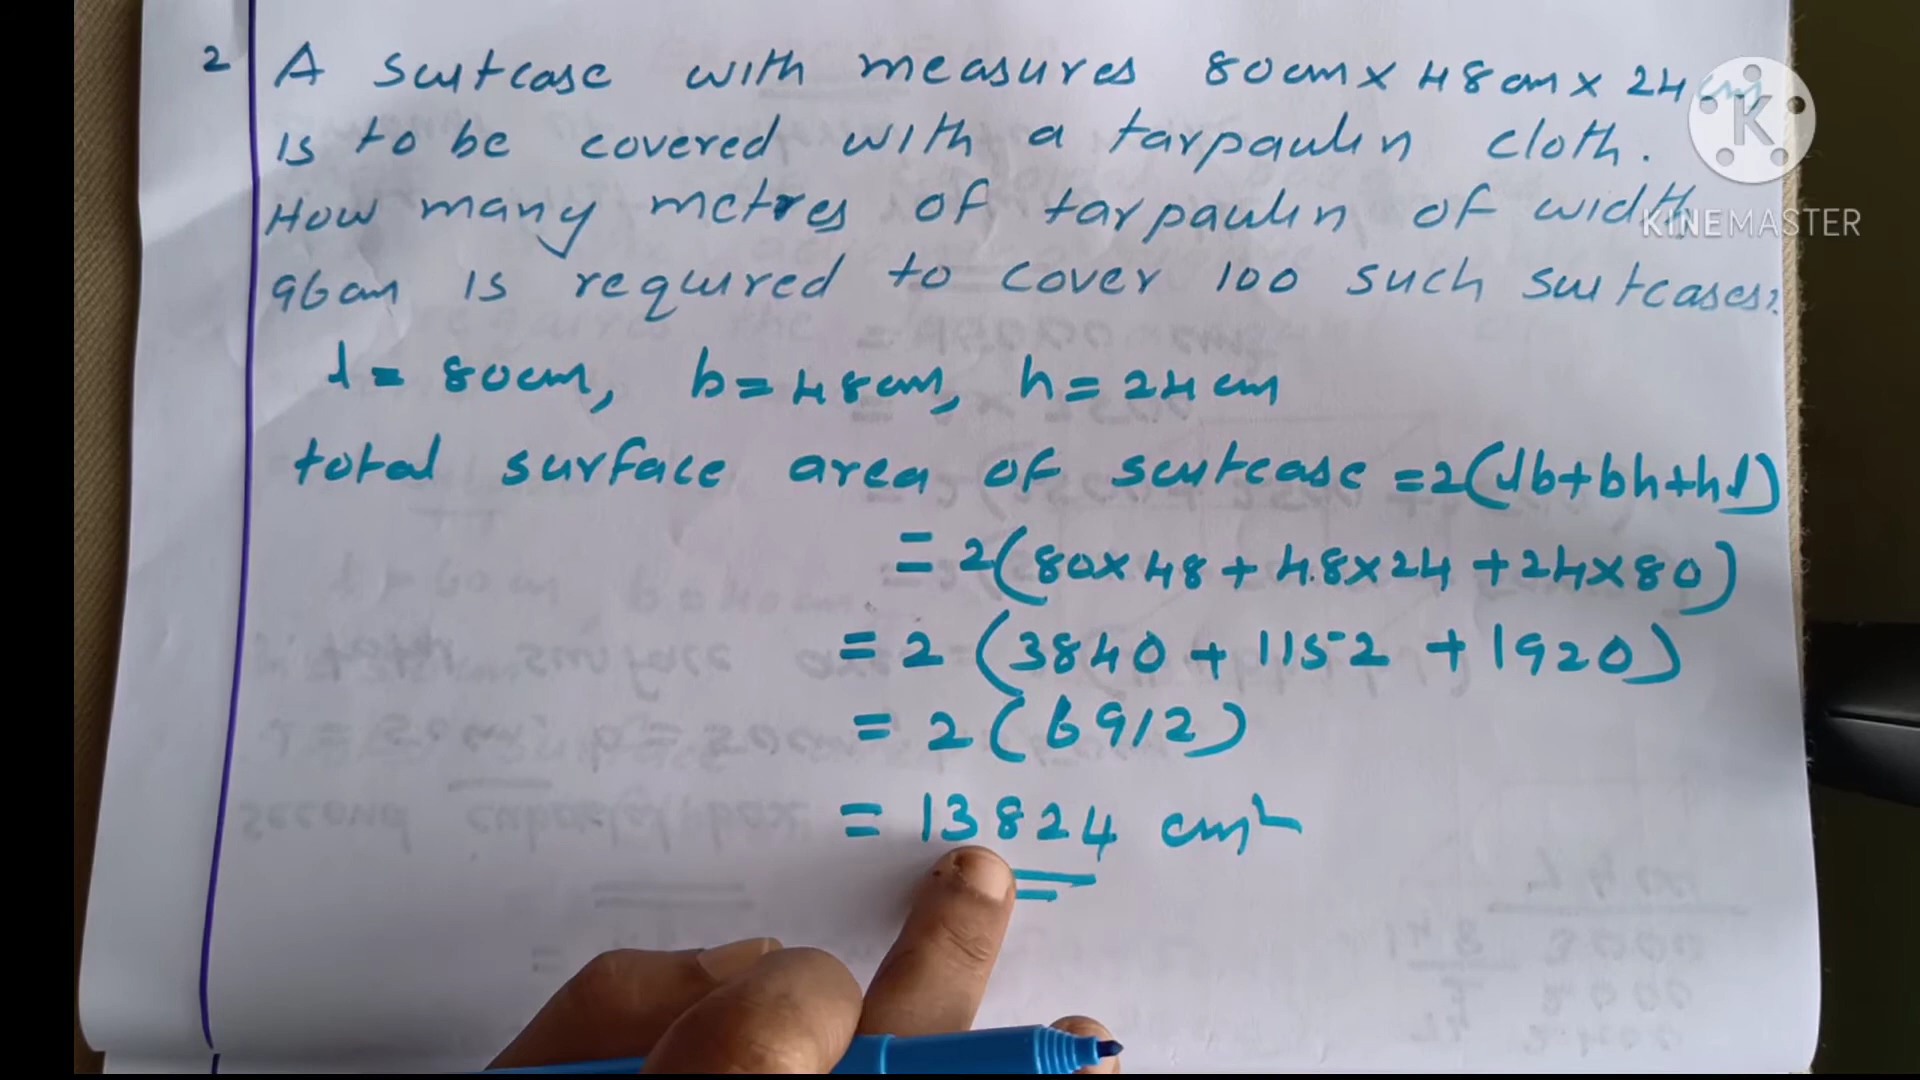 2 A suitcase with measures 80cm x 48cm x 24cm
is to be covered with a tarpaulin cloth.
How many metres of tarpaulin of width
96cm is required to cover 100 such suitcases?
l = 80cm, b = 48cm, h = 24cm
total surface area of suitcase = 2(lb+bh+hl)
= 2(80x48 + 48x24 + 24x80)
= 2 (3840 + 1152 + 1920)
= 2 (6912)
= 13824 cm²
K
KINEMASTER